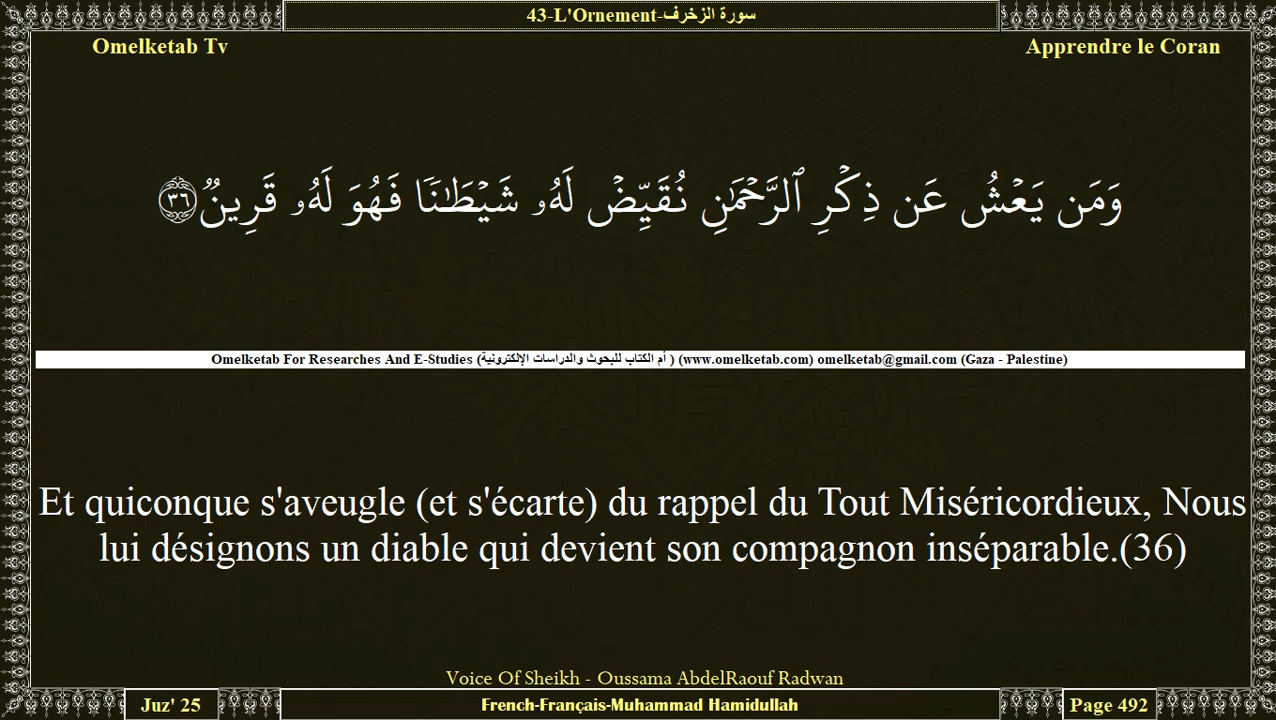 43-L'Ornement-سورة الزخرف
Omelketab Tv
Apprendre le Coran
وَمَن يَعۡشُ عَن ذِكۡرِ ٱلرَّحۡمَٰنِ نُقَيِّضۡ لَهُۥ شَيۡطَٰنٗا فَهُوَ لَهُۥ قَرِينٞ ٣٦
Omelketab For Researches And E-Studies (أم الكتاب للبحوث والدراسات الإلكترونية ) (www.omelketab.com) omelketab@gmail.com (Gaza - Palestine)
Et quiconque s'aveugle (et s'écarte) du rappel du Tout Miséricordieux, Nous
lui désignons un diable qui devient son compagnon inséparable.(36)
Voice Of Sheikh - Oussama AbdelRaouf Radwan
Juz' 25
French-Français-Muhammad Hamidullah
Page 492